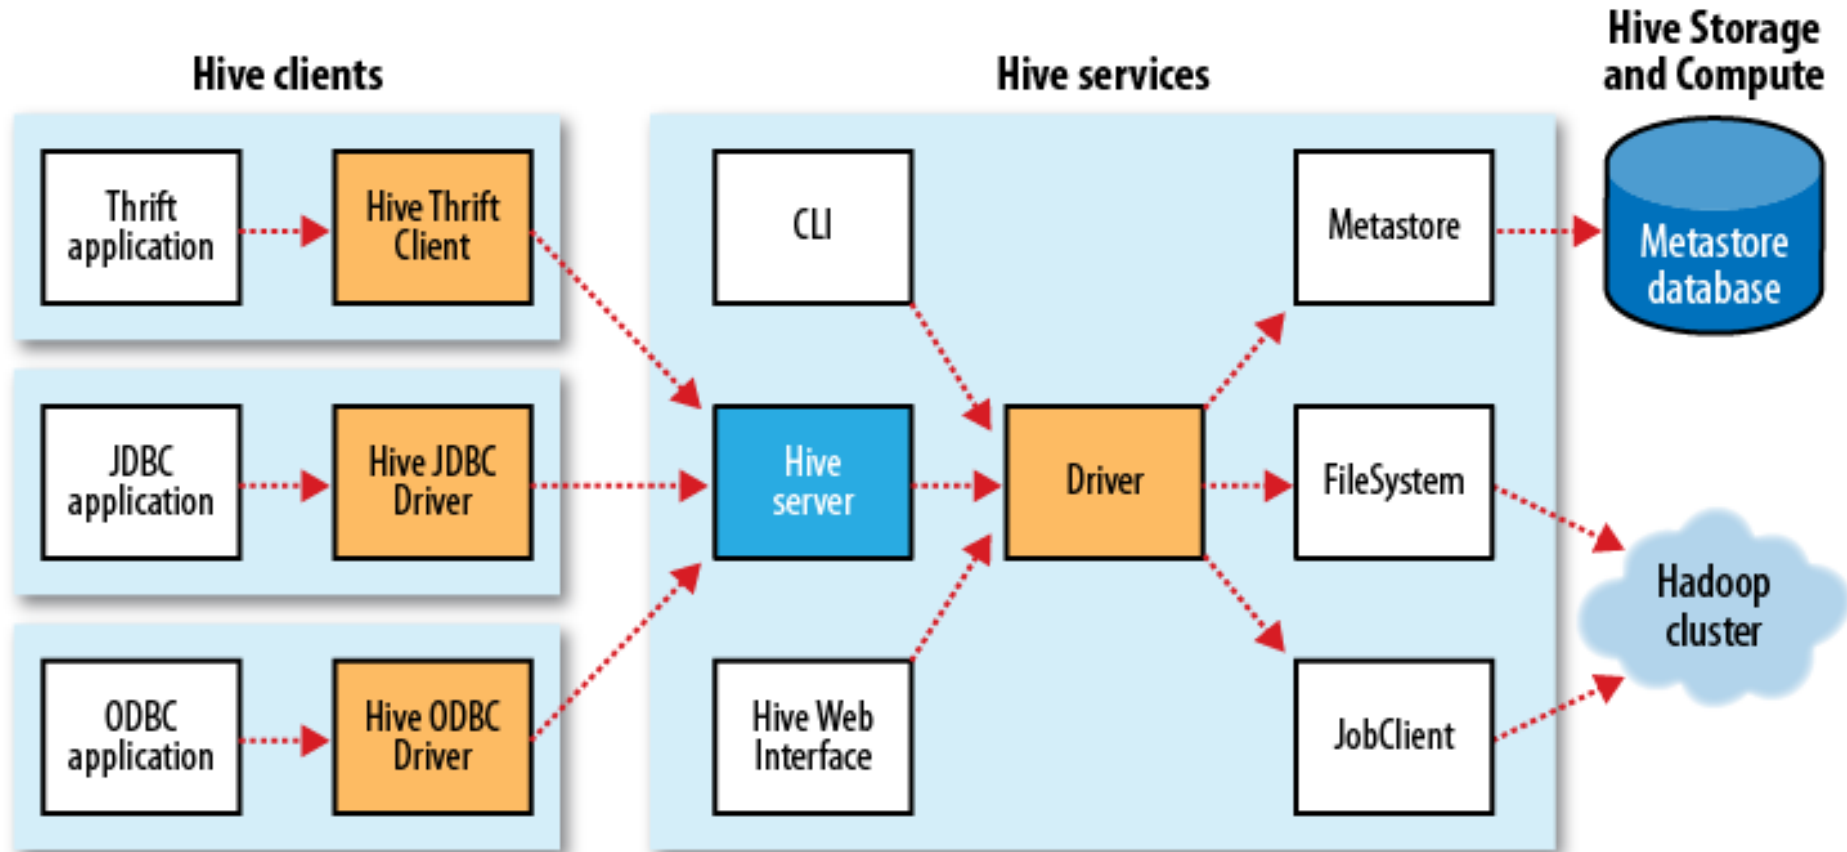 Hive clients
Hive services
Hive Storage
and Compute
Thrift
application
Hive Thrift
Client
CLI
Metastore
Metastore
database
JDBC
application
Hive JDBC
Driver
Hive
server
Driver
FileSystem
Hadoop
cluster
ODBC
application
Hive ODBC
Driver
Hive Web
Interface
JobClient